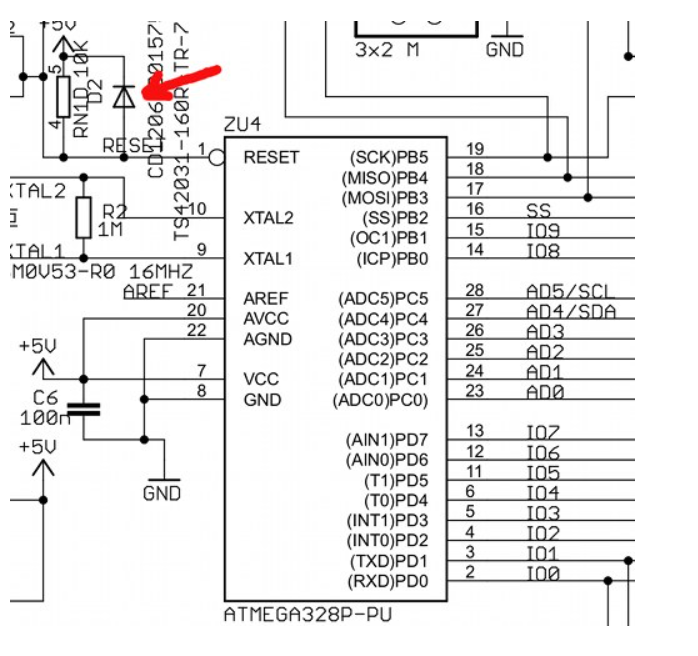 +5V
3x2 M
GND
5
4
RN1D 10K
D2
TS42031-160R-TR-7
RESET
ZU4
XTAL2
R2
1M
XTAL1
16MHZ
AREF
1 RESET
10 XTAL2
9 XTAL1
21 AREF
20 AVCC
22 AGND
7 VCC
8 GND
(SCK)PB5 19
(MISO)PB4 18
(MOSI)PB3 17
(SS)PB2 16 SS
(OC1)PB1 15 IO9
(ICP)PB0 14 IO8
(ADC5)PC5 28 AD5/SCL
(ADC4)PC4 27 AD4/SDA
(ADC3)PC3 26 AD3
(ADC2)PC2 25 AD2
(ADC1)PC1 24 AD1
(ADC0)PC0) 23 AD0
(AIN1)PD7 13 IO7
(AIN0)PD6 12 IO6
(T1)PD5 11 IO5
(T0)PD4 6 IO4
(INT1)PD3 5 IO3
(INT0)PD2 4 IO2
(TXD)PD1 3 IO1
(RXD)PD0 2 IO0
+5V
C6
100n
+5V
GND
ATMEGA328P-PU